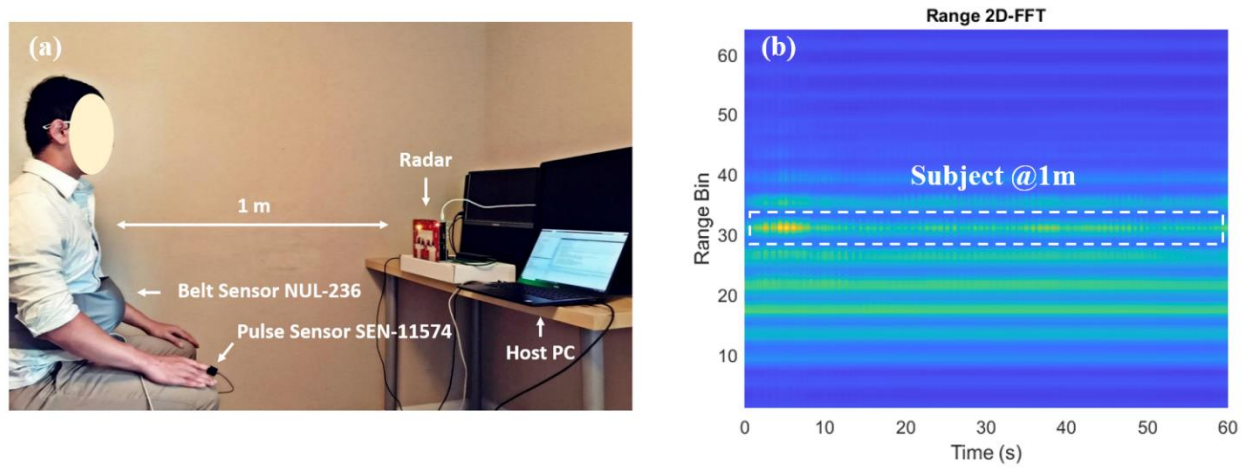 (a)
Radar
1 m
Belt Sensor NUL-236
Pulse Sensor SEN-11574
Host PC
Range 2D-FFT
(b)
60
50
40
30
20
10
Range Bin
Subject @1m
0 10 20 30 40 50 60
Time (s)